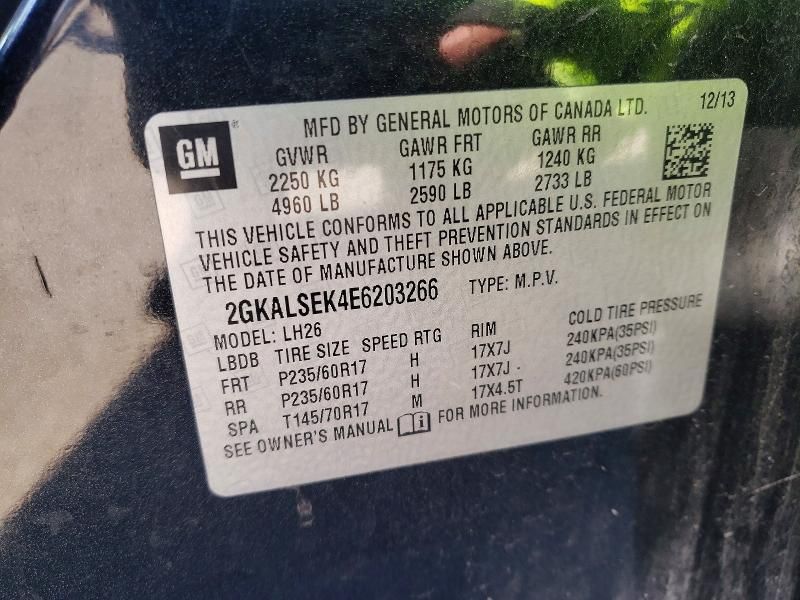 GM®
MFD BY GENERAL MOTORS OF CANADA LTD. 12/13
GVWR GAWR FRT GAWR RR
2250 KG 1175 KG 1240 KG
4960 LB 2590 LB 2733 LB
THIS VEHICLE CONFORMS TO ALL APPLICABLE U.S. FEDERAL MOTOR
VEHICLE SAFETY AND THEFT PREVENTION STANDARDS IN EFFECT ON
THE DATE OF MANUFACTURE SHOWN ABOVE.
2GKALSEK4E6203266 TYPE: M.P.V.
MODEL: LH26
LBDB TIRE SIZE SPEED RTG RIM COLD TIRE PRESSURE
FRT P235/60R17 H 17X7J 240KPA(35PSI)
RR P235/60R17 H 17X7J 240KPA(35PSI)
SPA T145/70R17 M 17X4.5T 420KPA(60PSI)
SEE OWNER'S MANUAL i FOR MORE INFORMATION.